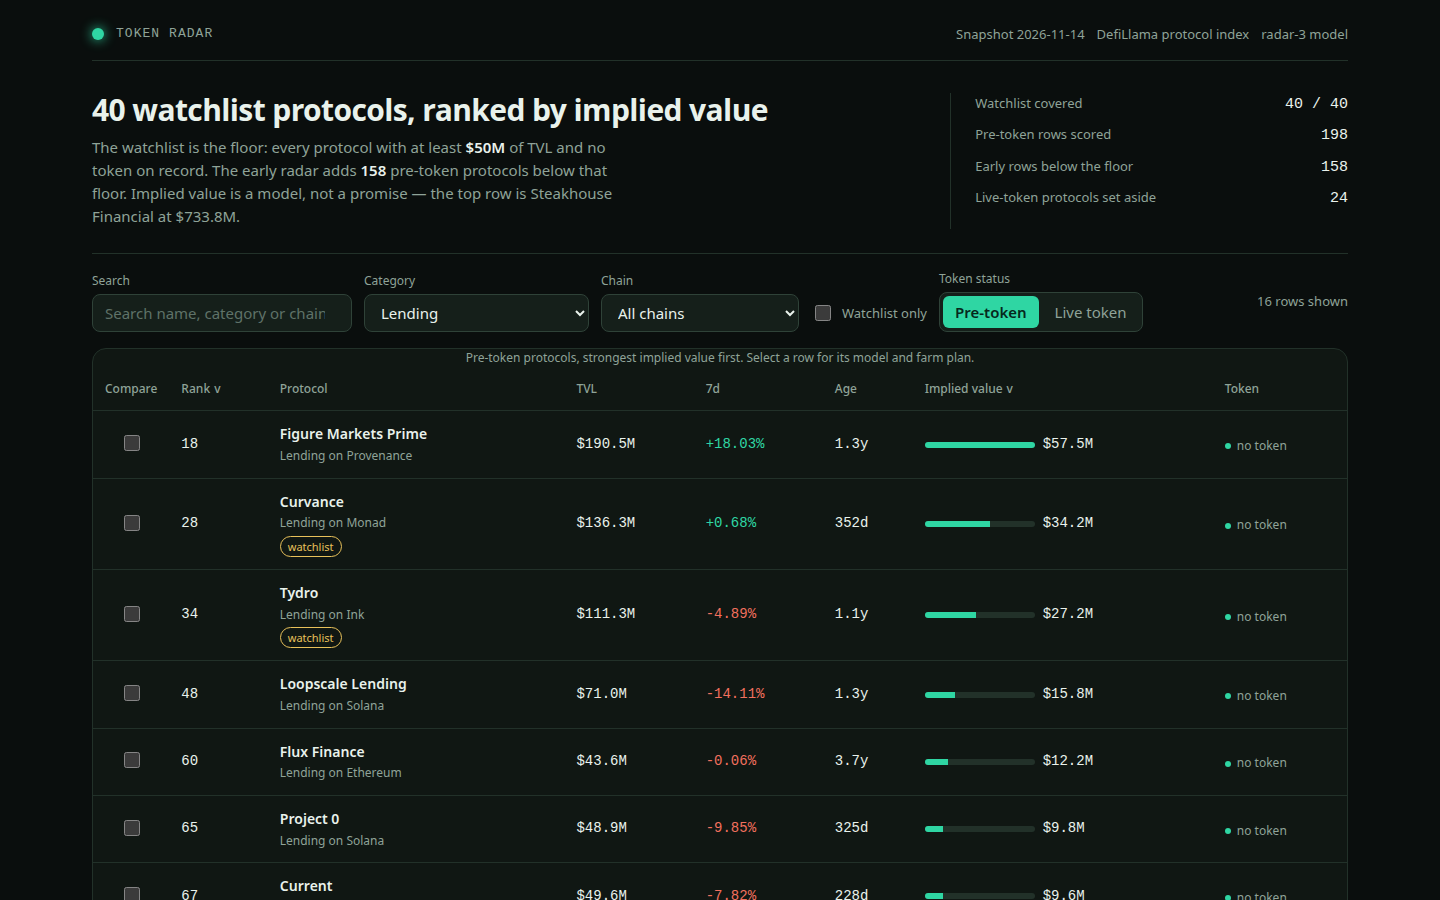 TOKEN RADAR
Snapshot 2026-11-14 DefiLlama protocol index radar-3 model
40 watchlist protocols, ranked by implied value
The watchlist is the floor: every protocol with at least $50M of TVL and no
token on record. The early radar adds 158 pre-token protocols below that
floor. Implied value is a model, not a promise — the top row is Steakhouse
Financial at $733.8M.
Watchlist covered 40 / 40
Pre-token rows scored 198
Early rows below the floor 158
Live-token protocols set aside 24
Search
Search name, category or chain
Category
Lending
Chain
All chains
Watchlist only
Token status
Pre-token Live token
16 rows shown
Pre-token protocols, strongest implied value first. Select a row for its model and farm plan.
Compare Rank v Protocol TVL 7d Age Implied value v Token
18 Figure Markets Prime $190.5M +18.03% 1.3y $57.5M no token
Lending on Provenance
28 Curvance $136.3M +0.68% 352d $34.2M no token
Lending on Monad
watchlist
34 Tydro $111.3M -4.89% 1.1y $27.2M no token
Lending on Ink
watchlist
48 Loopscale Lending $71.0M -14.11% 1.3y $15.8M no token
Lending on Solana
60 Flux Finance $43.6M -0.06% 3.7y $12.2M no token
Lending on Ethereum
65 Project 0 $48.9M -9.85% 325d $9.8M no token
Lending on Solana
67 Current $49.6M -7.82% 228d $9.6M no token